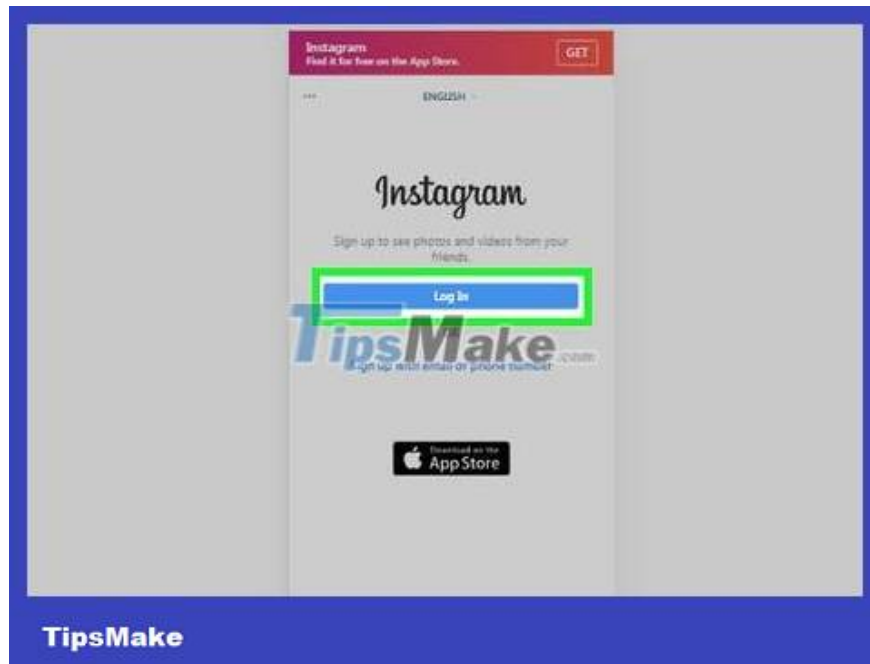 Instagram
Find it for free on the App Store.
GET
...
ENGLISH
Instagram
Sign up to see photos and videos from your
friends.
Log In
TipsMake.com
Sign up with email or phone number
Download on the
App Store
TipsMake